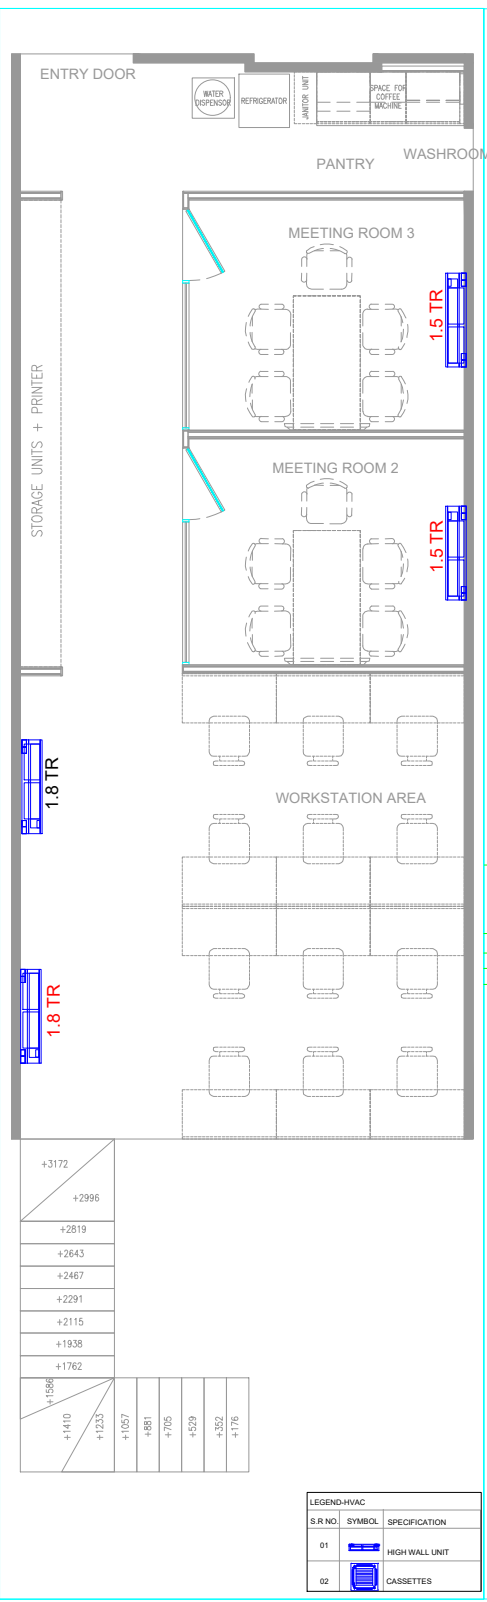 ENTRY DOOR
WATER
DISPENSOR
REFRIGERATOR
JANITOR UNIT
SPACE FOR
COFFEE
MACHINE
PANTRY
WASHROOM
MEETING ROOM 3
1.5 TR
STORAGE UNITS + PRINTER
MEETING ROOM 2
1.5 TR
1.8 TR
WORKSTATION AREA
1.8 TR
+3172
+2996
+2819
+2643
+2467
+2291
+2115
+1938
+1762
+1586
+1410
+1233
+1057
+881
+705
+529
+352
+176
LEGEND-HVAC
S.R NO. SYMBOL SPECIFICATION
01 HIGH WALL UNIT
02 CASSETTES